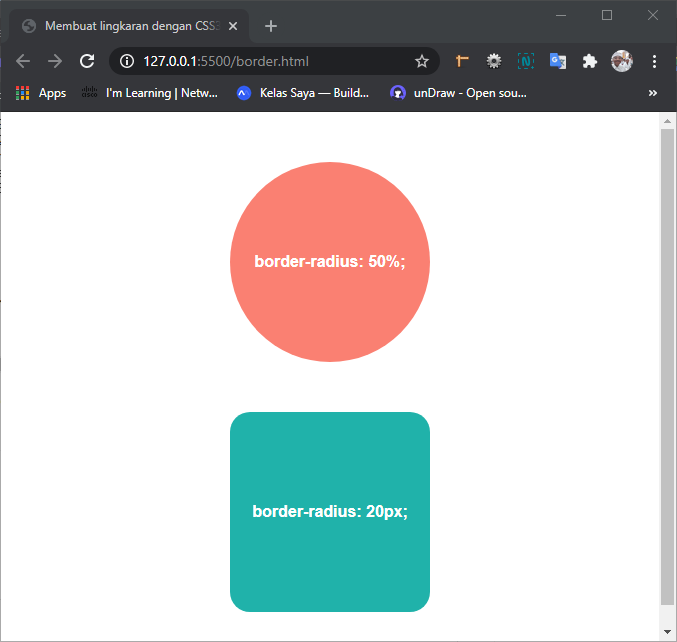 Membuat lingkaran dengan CSS3
127.0.0.1:5500/border.html
Apps
I'm Learning | Netw...
Kelas Saya — Build...
unDraw - Open sou...
border-radius: 50%;
border-radius: 20px;